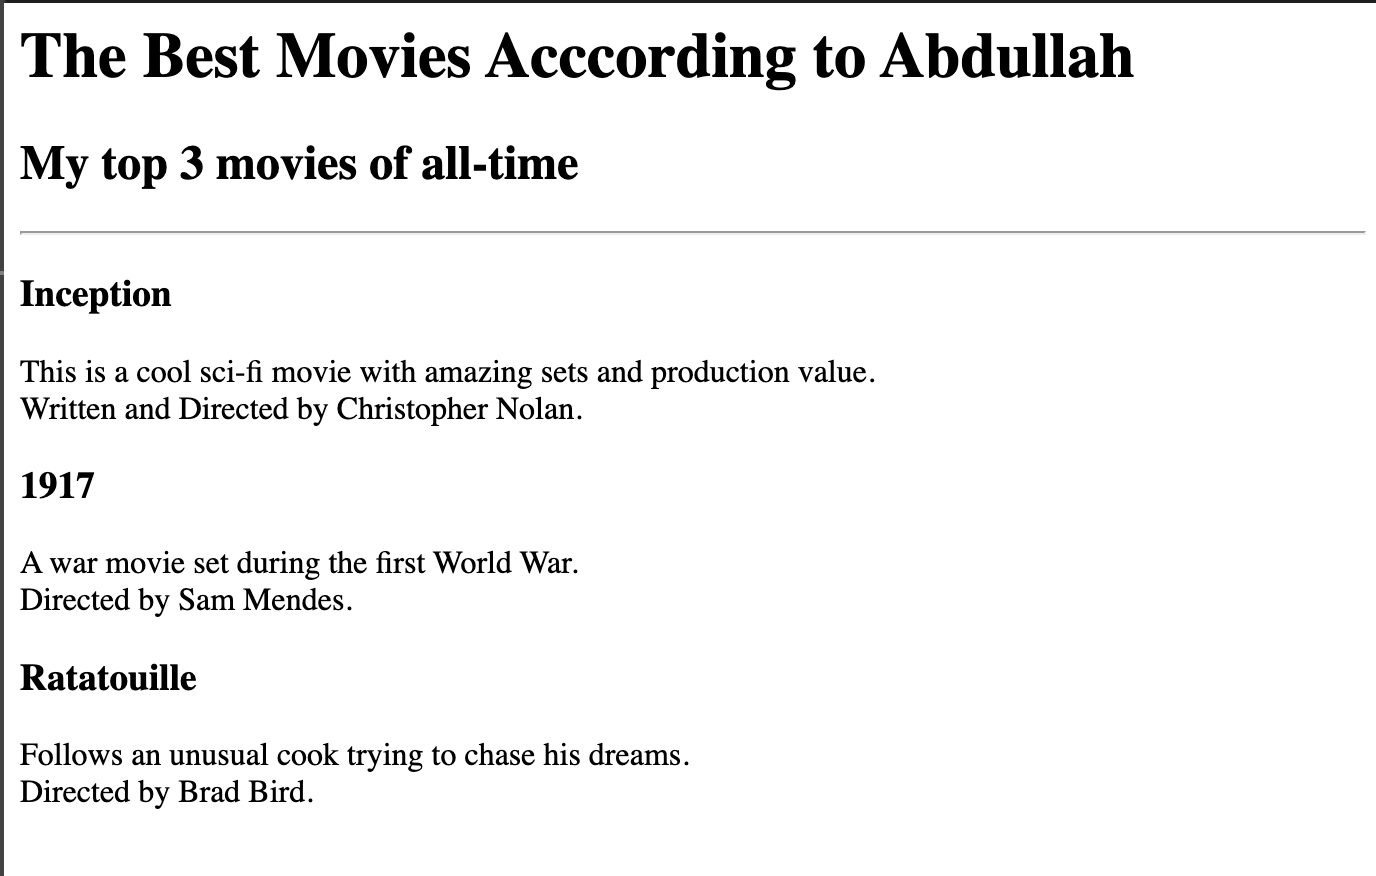 The Best Movies Acccording to Abdullah
My top 3 movies of all-time
Inception
This is a cool sci-fi movie with amazing sets and production value.
Written and Directed by Christopher Nolan.
1917
A war movie set during the first World War.
Directed by Sam Mendes.
Ratatouille
Follows an unusual cook trying to chase his dreams.
Directed by Brad Bird.